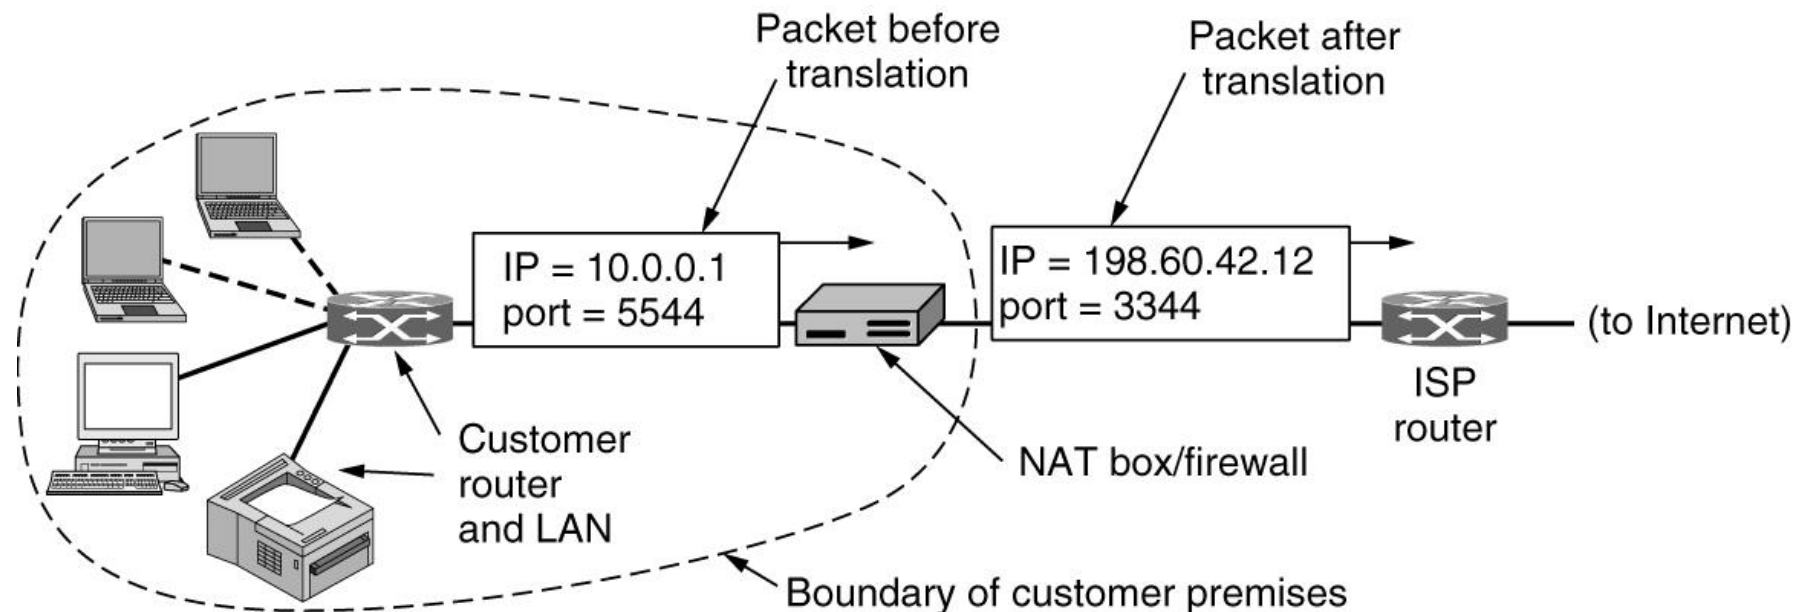 Packet before
translation
Packet after
translation
IP = 10.0.0.1
port = 5544
IP = 198.60.42.12
port = 3344
(to Internet)
ISP
router
Customer
router
and LAN
NAT box/firewall
Boundary of customer premises